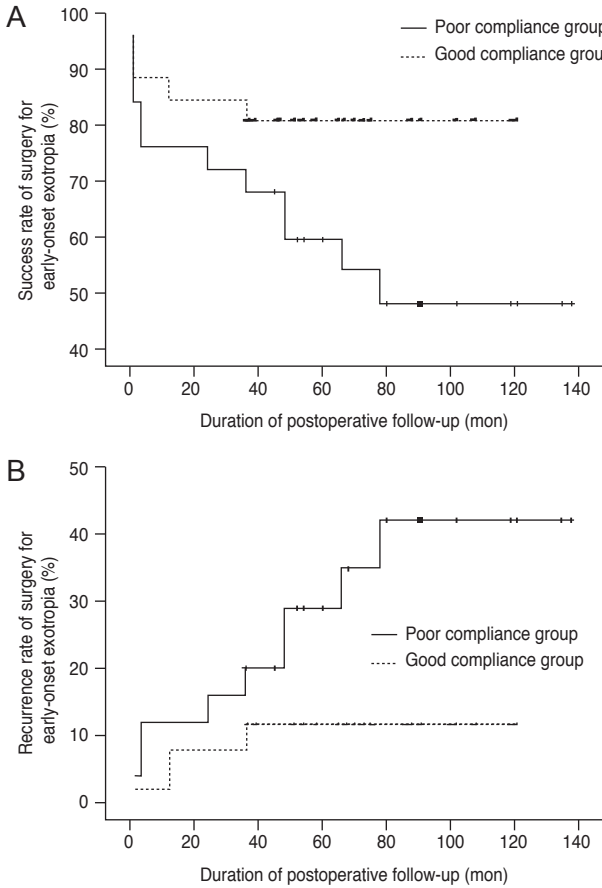 A
100
90
80
70
60
50
40
Success rate of surgery for
early-onset exotropia (%)
Poor compliance group
Good compliance grou
0 20 40 60 80 100 120 140
Duration of postoperative follow-up (mon)
B
50
40
30
20
10
0
Recurrence rate of surgery for
early-onset exotropia (%)
Poor compliance group
Good compliance group
0 20 40 60 80 100 120 140
Duration of postoperative follow-up (mon)